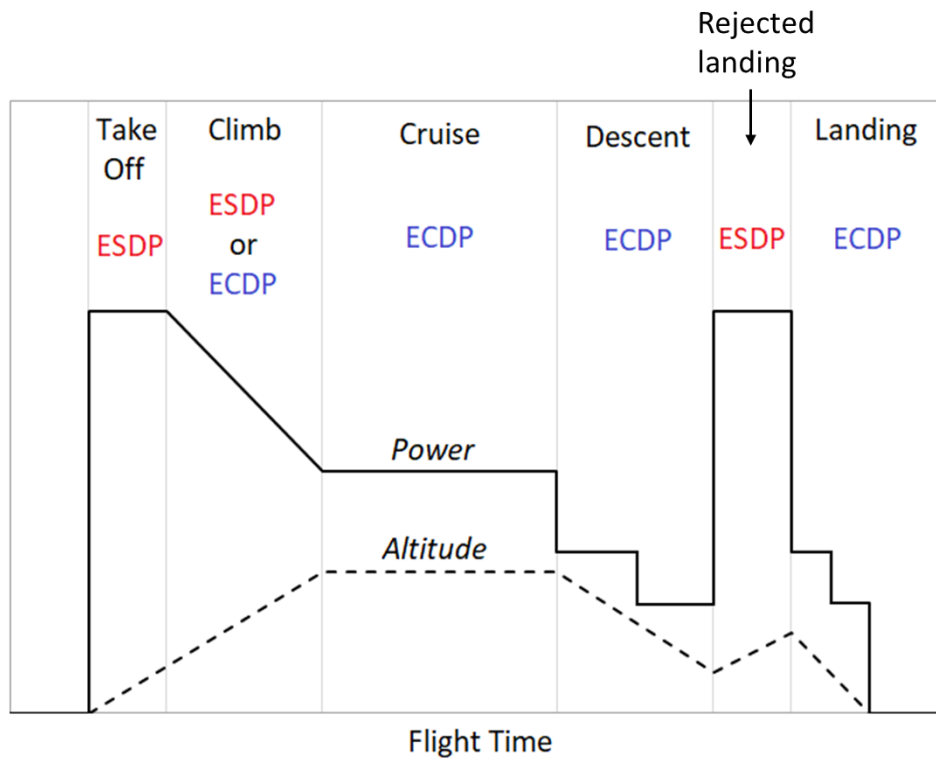 Rejected
landing
Take
Off
Climb
Cruise
Descent
Landing
ESDP
ESDP
or
ECDP
ECDP
ECDP
ESDP
ECDP
Power
Altitude
Flight Time